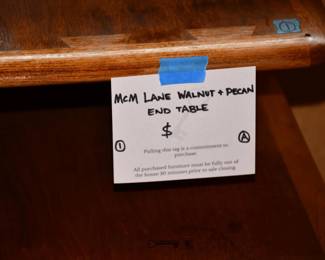 ①
MCM LANE WALNUT + PECAN
END TABLE
$
① Ⓐ
Pulling this tag is a commitment to
purchase.
All purchased furniture must be fully out of
the house 30 minutes prior to sale closing